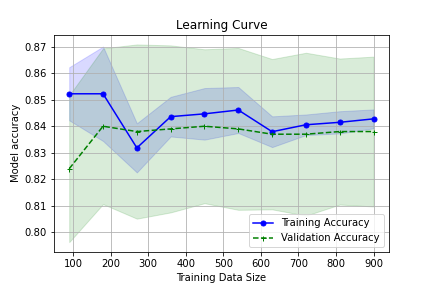 Learning Curve
Model accuracy
0.87
0.86
0.85
0.84
0.83
0.82
0.81
0.80
Training Accuracy
Validation Accuracy
100 200 300 400 500 600 700 800 900
Training Data Size